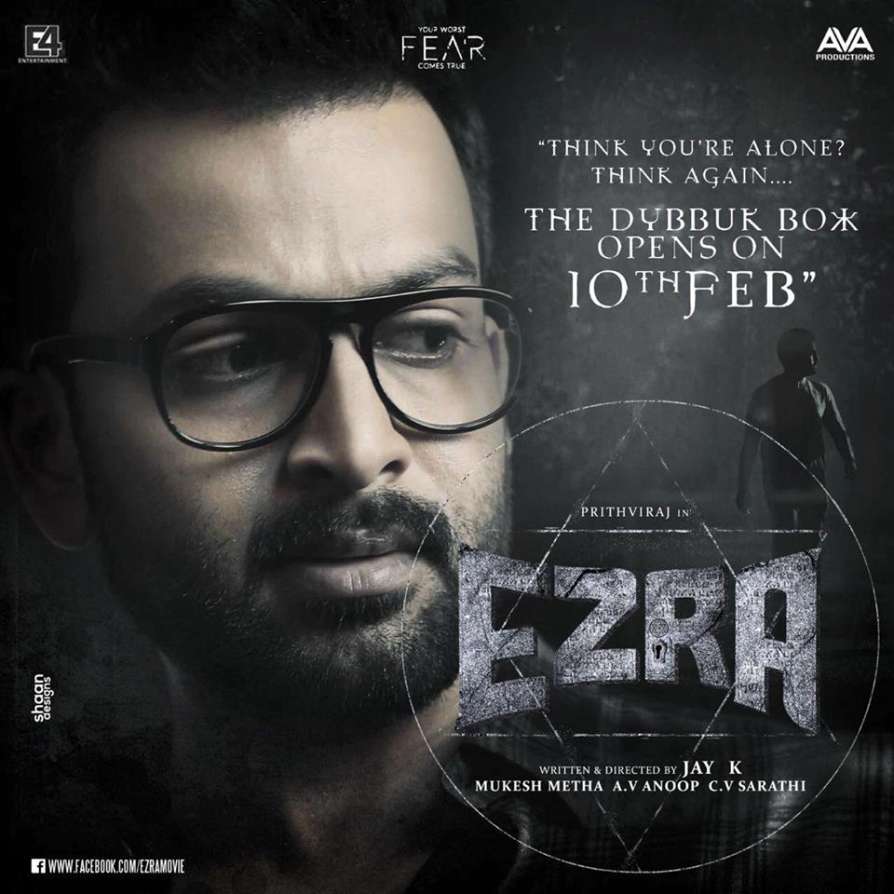 E4
ENTERTAINMENT
YOUR WORST
FEAR
COMES TRUE
AVA
PRODUCTIONS
"THINK YOU'RE ALONE?
THINK AGAIN....
THE DYBBUK BOX
OPENS ON
10TH FEB"
PRITHVIRAJ IN
EZRA
shaan
designs
WRITTEN & DIRECTED BY JAY K
MUKESH METHA A.V ANOOP C.V SARATHI
f WWW.FACEBOOK.COM/EZRAMOVIE